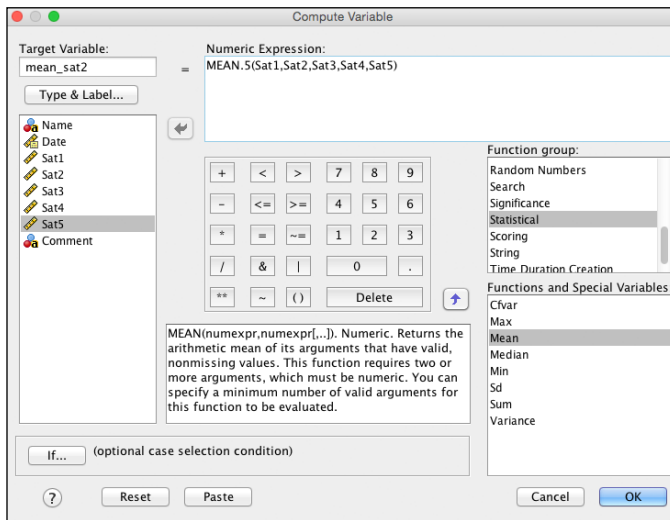 Compute Variable
Target Variable:
mean_sat2
=
Numeric Expression:
MEAN.5(Sat1,Sat2,Sat3,Sat4,Sat5)
Type & Label...
Name
Date
Sat1
Sat2
Sat3
Sat4
Sat5
Comment
+ < > 7 8 9
- <= >= 4 5 6
* = ~= 1 2 3
/ & | 0 .
** ~ ( ) Delete
Function group:
Random Numbers
Search
Significance
Statistical
Scoring
String
Time Duration Creation
Functions and Special Variables
Cfvar
Max
Mean
Median
Min
Sd
Sum
Variance
MEAN(numexpr,numexpr[,..]). Numeric. Returns the
arithmetic mean of its arguments that have valid,
nonmissing values. This function requires two or
more arguments, which must be numeric. You can
specify a minimum number of valid arguments for
this function to be evaluated.
If... (optional case selection condition)
? Reset Paste Cancel OK